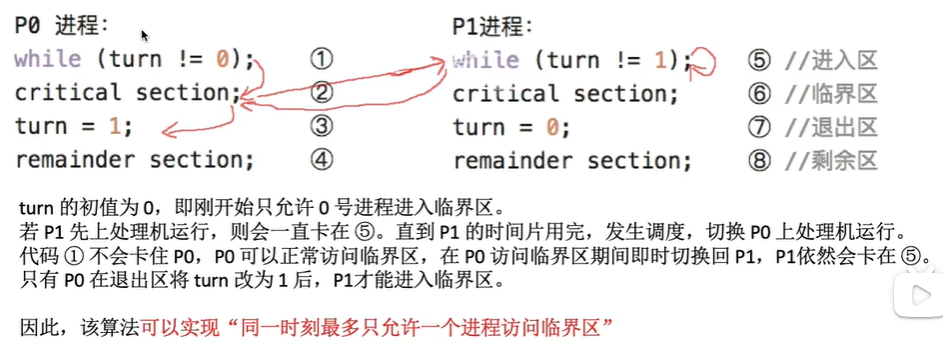 P0 进程：
while (turn != 0); ①
critical section; ②
turn = 1; ③
remainder section; ④
P1进程：
while (turn != 1); ⑤ //进入区
critical section; ⑥ //临界区
turn = 0; ⑦ //退出区
remainder section; ⑧ //剩余区
turn 的初值为 0，即刚开始只允许 0 号进程进入临界区。
若 P1 先上处理机运行，则会一直卡在 ⑤。直到 P1 的时间片用完，发生调度，切换 P0 上处理机运行。
代码 ① 不会卡住 P0，P0 可以正常访问临界区，在 P0 访问临界区期间即时切换回 P1，P1依然会卡在 ⑤。
只有 P0 在退出区将 turn 改为 1 后，P1才能进入临界区。
因此，该算法可以实现“同一时刻最多只允许一个进程访问临界区”